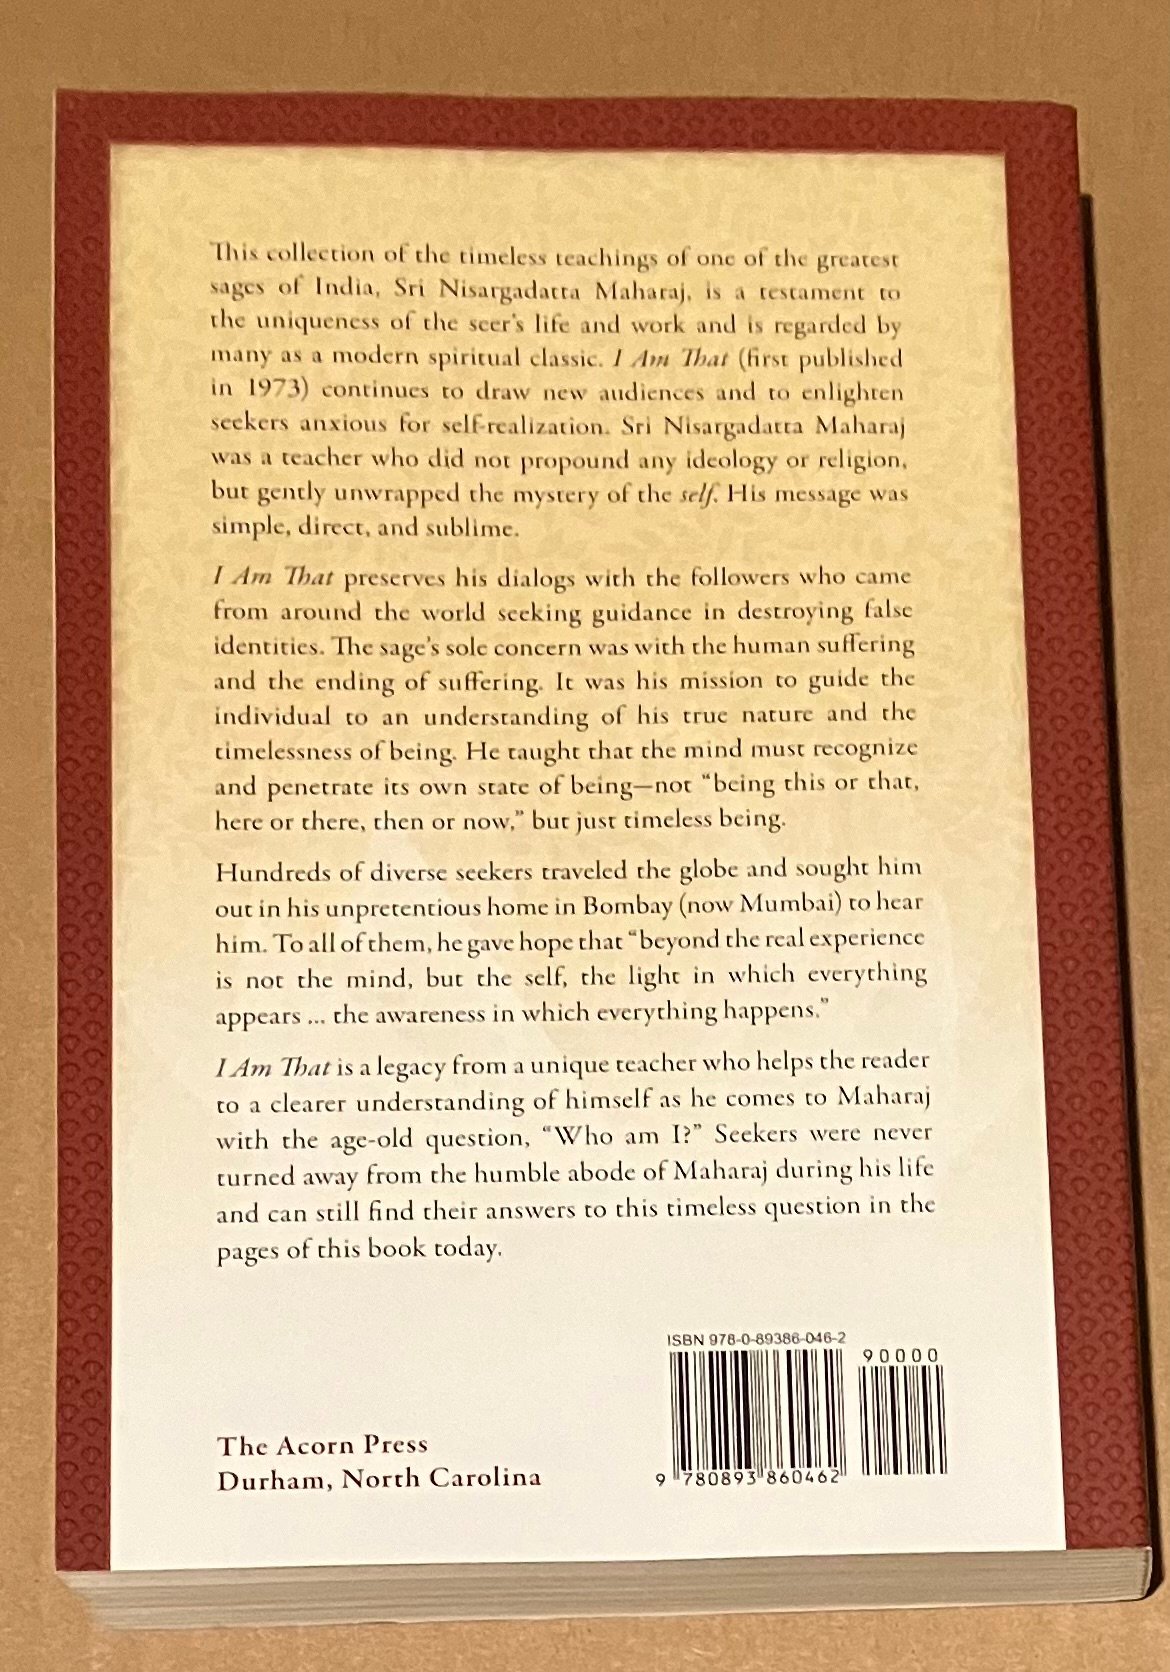 This collection of the timeless teachings of one of the greatest
sages of India, Sri Nisargadatta Maharaj, is a testament to
the uniqueness of the seer's life and work and is regarded by
many as a modern spiritual classic. I Am That (first published
in 1973) continues to draw new audiences and to enlighten
seekers anxious for self-realization. Sri Nisargadatta Maharaj
was a teacher who did not propound any ideology or religion,
but gently unwrapped the mystery of the self. His message was
simple, direct, and sublime.
I Am That preserves his dialogs with the followers who came
from around the world seeking guidance in destroying false
identities. The sage's sole concern was with the human suffering
and the ending of suffering. It was his mission to guide the
individual to an understanding of his true nature and the
timelessness of being. He taught that the mind must recognize
and penetrate its own state of being—not “being this or that,
here or there, then or now,” but just timeless being.
Hundreds of diverse seekers traveled the globe and sought him
out in his unpretentious home in Bombay (now Mumbai) to hear
him. To all of them, he gave hope that “beyond the real experience
is not the mind, but the self, the light in which everything
appears ... the awareness in which everything happens.”
I Am That is a legacy from a unique teacher who helps the reader
to a clearer understanding of himself as he comes to Maharaj
with the age-old question, “Who am I?” Seekers were never
turned away from the humble abode of Maharaj during his life
and can still find their answers to this timeless question in the
pages of this book today.
ISBN 978-0-89386-046-2
90000
9 780893 860462
The Acorn Press
Durham, North Carolina